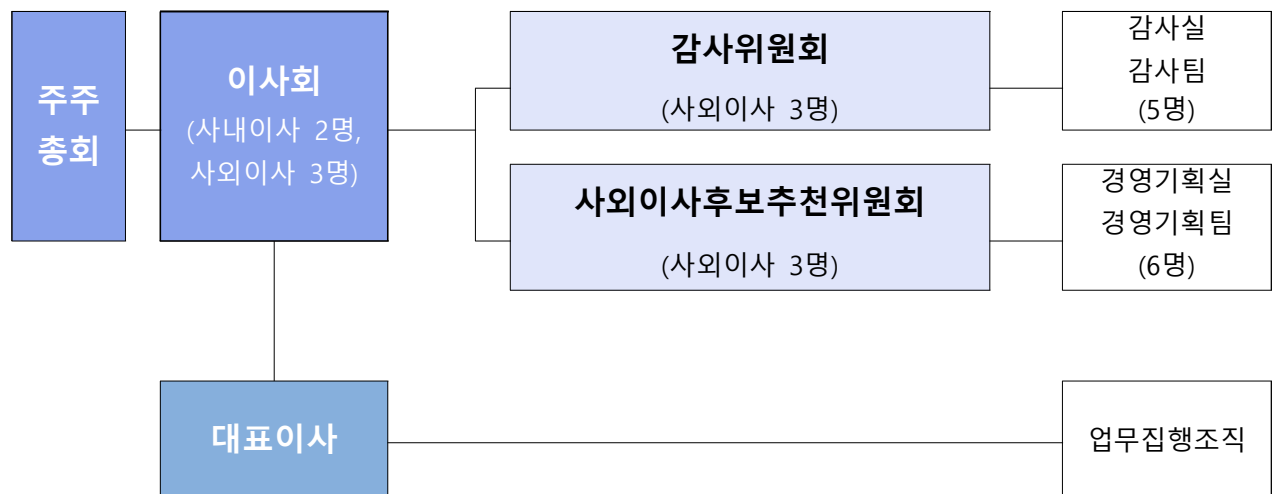 주주
총회
이사회
(사내이사 2명,
사외이사 3명)
감사위원회
(사외이사 3명)
감사실
감사팀
(5명)
사외이사후보추천위원회
(사외이사 3명)
경영기획실
경영기획팀
(6명)
대표이사
업무집행조직